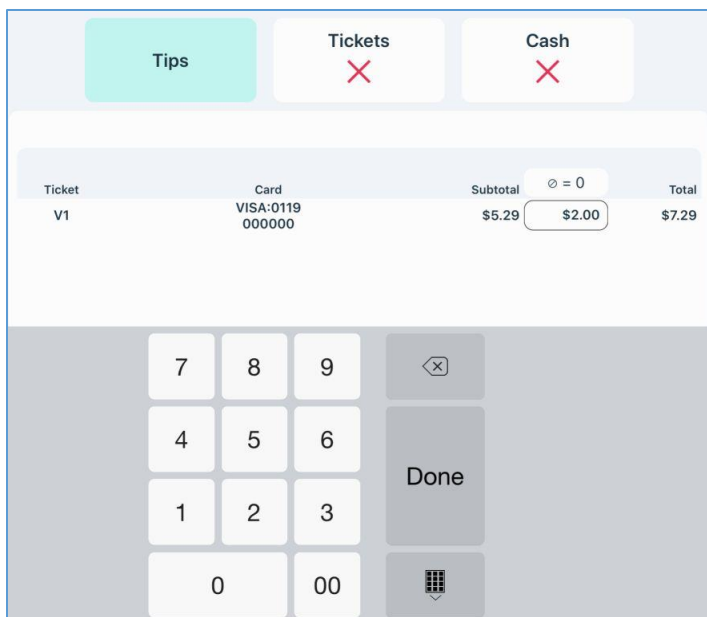 Tips
Tickets
Cash
Ticket Card Subtotal ⊘ = 0 Total
V1 VISA:0119 $5.29 $2.00 $7.29
000000
7 8 9
4 5 6
Done
1 2 3
0 00